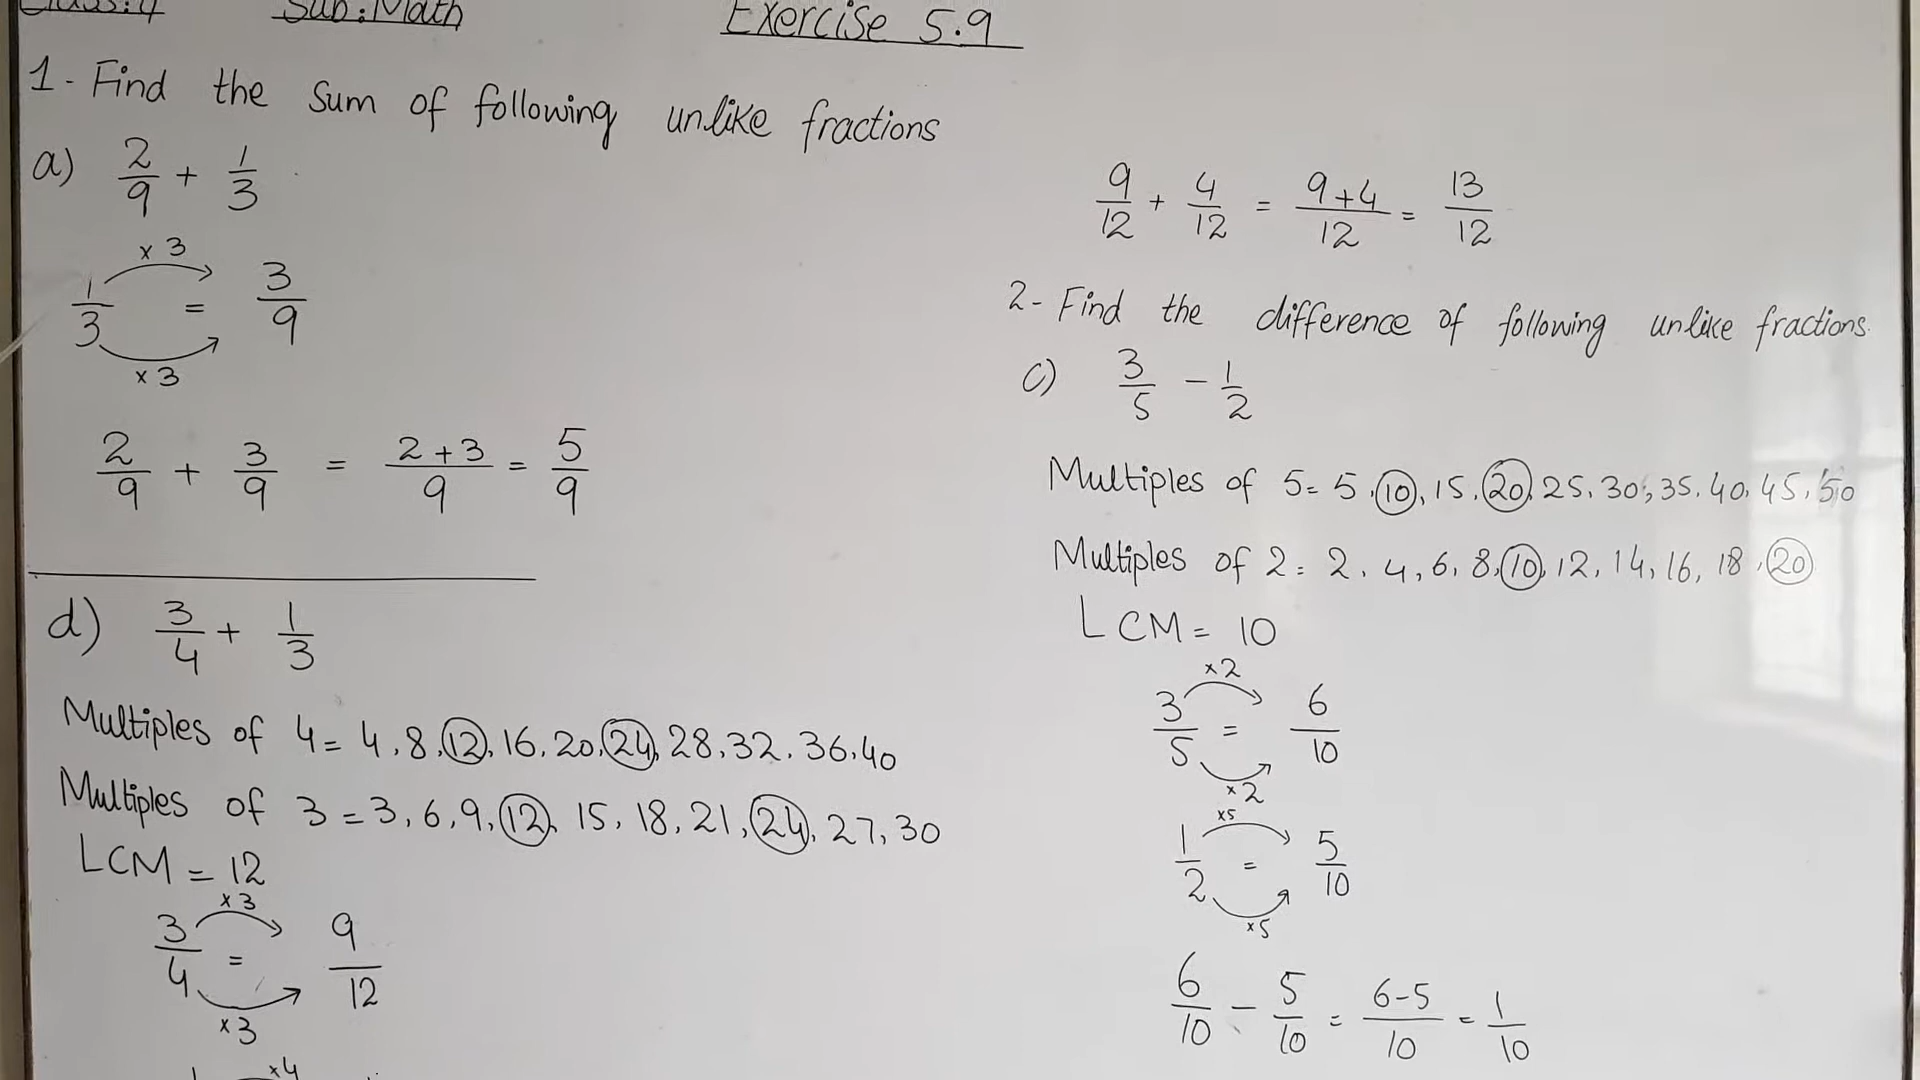 Class:4 Sub:Math Exercise 5.9
1- Find the Sum of following unlike fractions
a) 2/9 + 1/3
×3
1/3 = 3/9
×3
2/9 + 3/9 = 2+3/9 = 5/9
d) 3/4 + 1/3
Multiples of 4 = 4, 8, 12, 16, 20, 24, 28, 32, 36, 40
Multiples of 3 = 3, 6, 9, 12, 15, 18, 21, 24, 27, 30
LCM = 12
×3
3/4 = 9/12
×3
×4
9/12 + 4/12 = 9+4/12 = 13/12
2- Find the difference of following unlike fractions
c) 3/5 - 1/2
Multiples of 5 = 5, 10, 15, 20, 25, 30, 35, 40, 45, 50
Multiples of 2 = 2, 4, 6, 8, 10, 12, 14, 16, 18, 20
LCM = 10
×2
3/5 = 6/10
×2
×5
1/2 = 5/10
×5
6/10 - 5/10 = 6-5/10 = 1/10